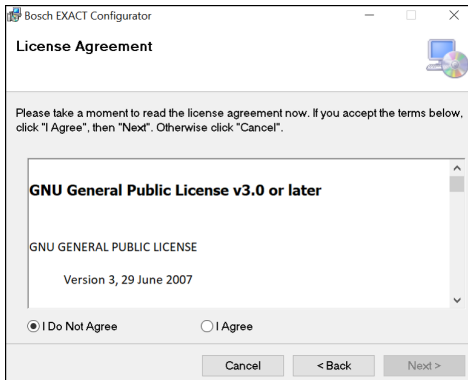 Bosch EXACT Configurator
License Agreement
Please take a moment to read the license agreement now. If you accept the terms below,
click "I Agree", then "Next". Otherwise click "Cancel".
GNU General Public License v3.0 or later
GNU GENERAL PUBLIC LICENSE
Version 3, 29 June 2007
I Do Not Agree
I Agree
Cancel
< Back
Next >